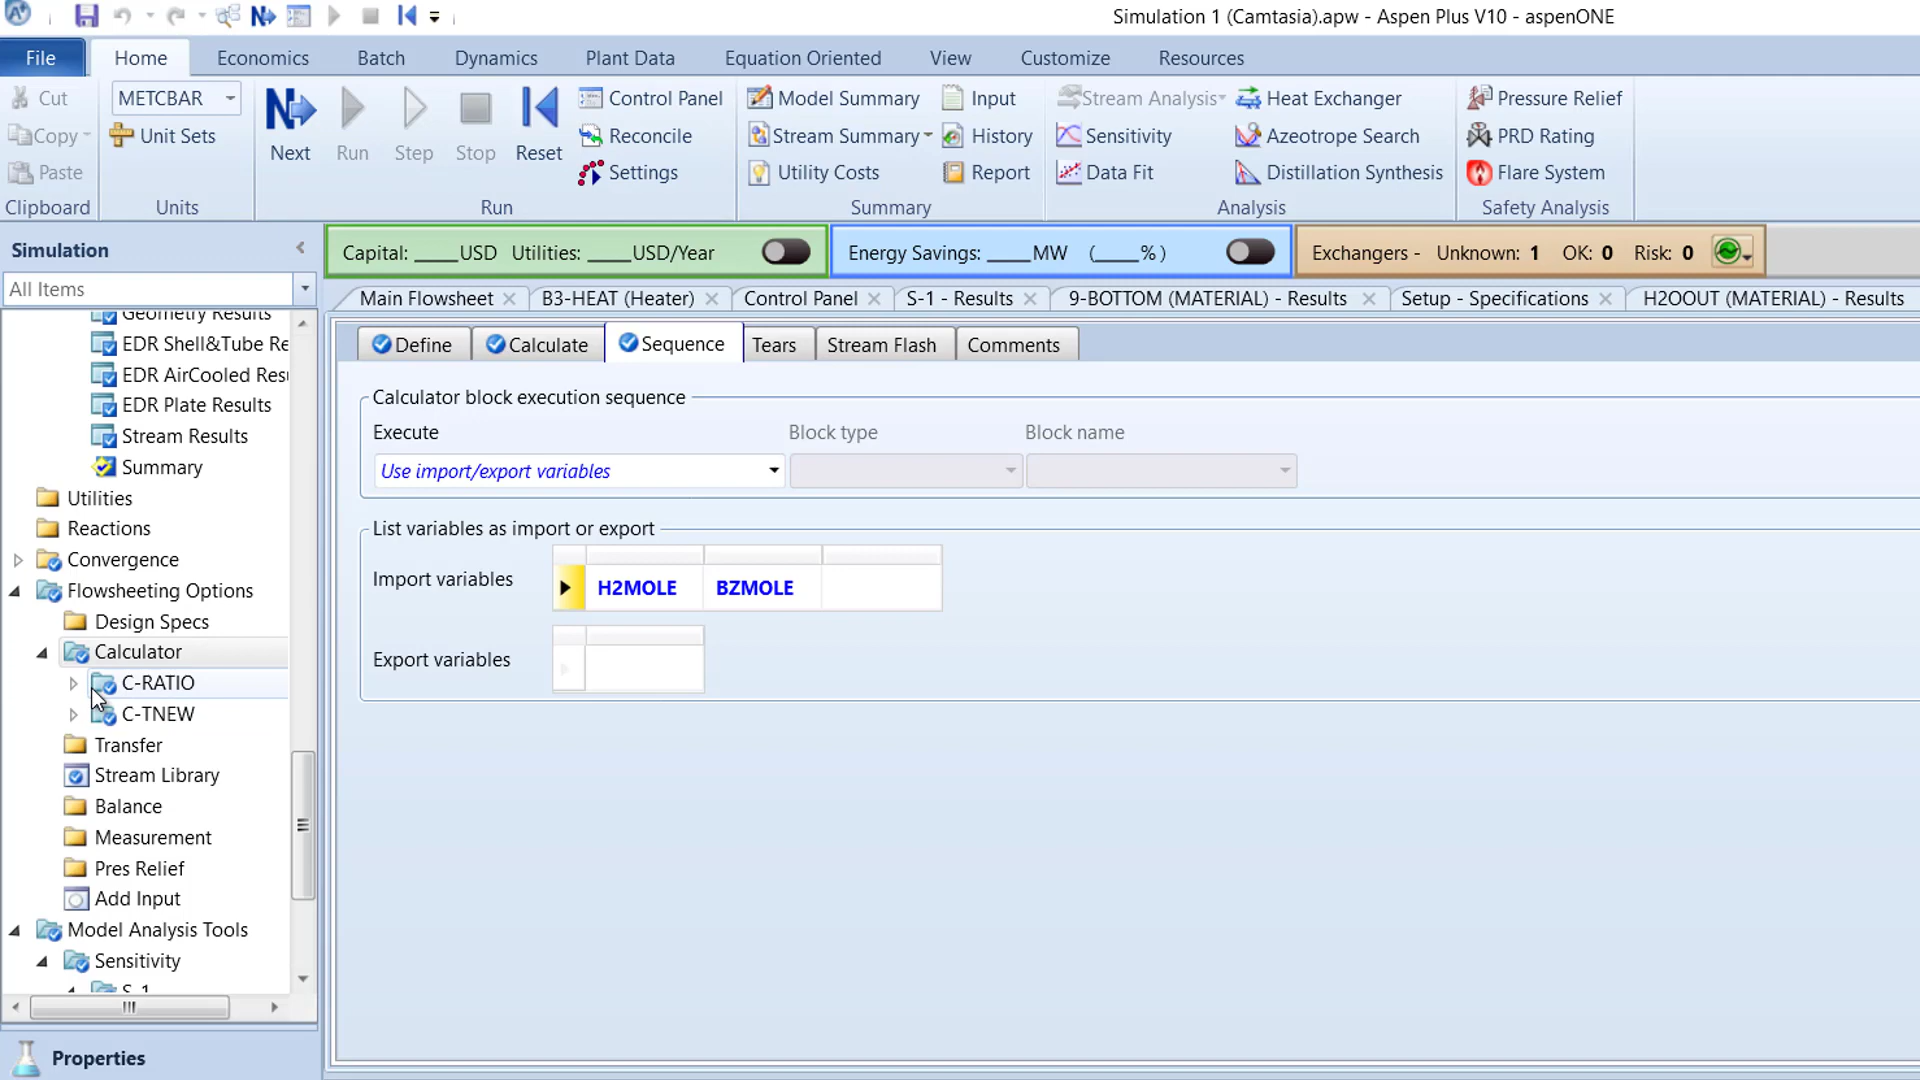 Simulation 1 (Camtasia).apw - Aspen Plus V10 - aspenONE
File Home Economics Batch Dynamics Plant Data Equation Oriented View Customize Resources
Cut METCBAR Control Panel Model Summary Input Stream Analysis Heat Exchanger Pressure Relief
Copy Unit Sets Reconcile Stream Summary History Sensitivity Azeotrope Search PRD Rating
Next Run Step Stop Reset
Paste Settings Utility Costs Report Data Fit Distillation Synthesis Flare System
Clipboard Units Run Summary Analysis Safety Analysis
Simulation
Capital: ____USD Utilities: ____USD/Year Energy Savings: ____MW (____%) Exchangers - Unknown: 1 OK: 0 Risk: 0
All Items
Main Flowsheet B3-HEAT (Heater) Control Panel S-1 - Results 9-BOTTOM (MATERIAL) - Results Setup - Specifications H2OOUT (MATERIAL) - Results
Geometry Results
EDR Shell&Tube Re
EDR AirCooled Resu
EDR Plate Results
Stream Results
Summary
Utilities
Reactions
Convergence
Flowsheeting Options
Design Specs
Calculator
C-RATIO
C-TNEW
Transfer
Stream Library
Balance
Measurement
Pres Relief
Add Input
Model Analysis Tools
Sensitivity
S-1
Properties
Define Calculate Sequence Tears Stream Flash Comments
Calculator block execution sequence
Execute Block type Block name
Use import/export variables
List variables as import or export
Import variables H2MOLE BZMOLE
Export variables